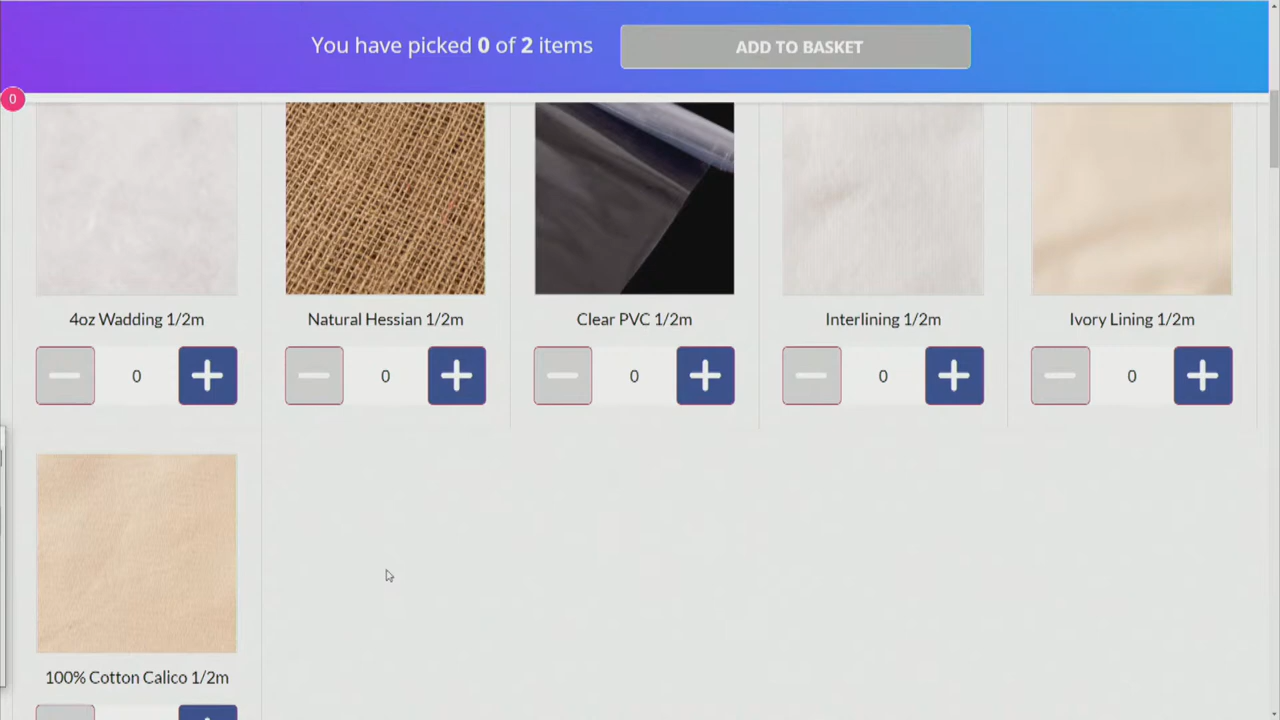 You have picked 0 of 2 items
ADD TO BASKET
0
4oz Wadding 1/2m
Natural Hessian 1/2m
Clear PVC 1/2m
Interlining 1/2m
Ivory Lining 1/2m
0
0
0
0
0
100% Cotton Calico 1/2m